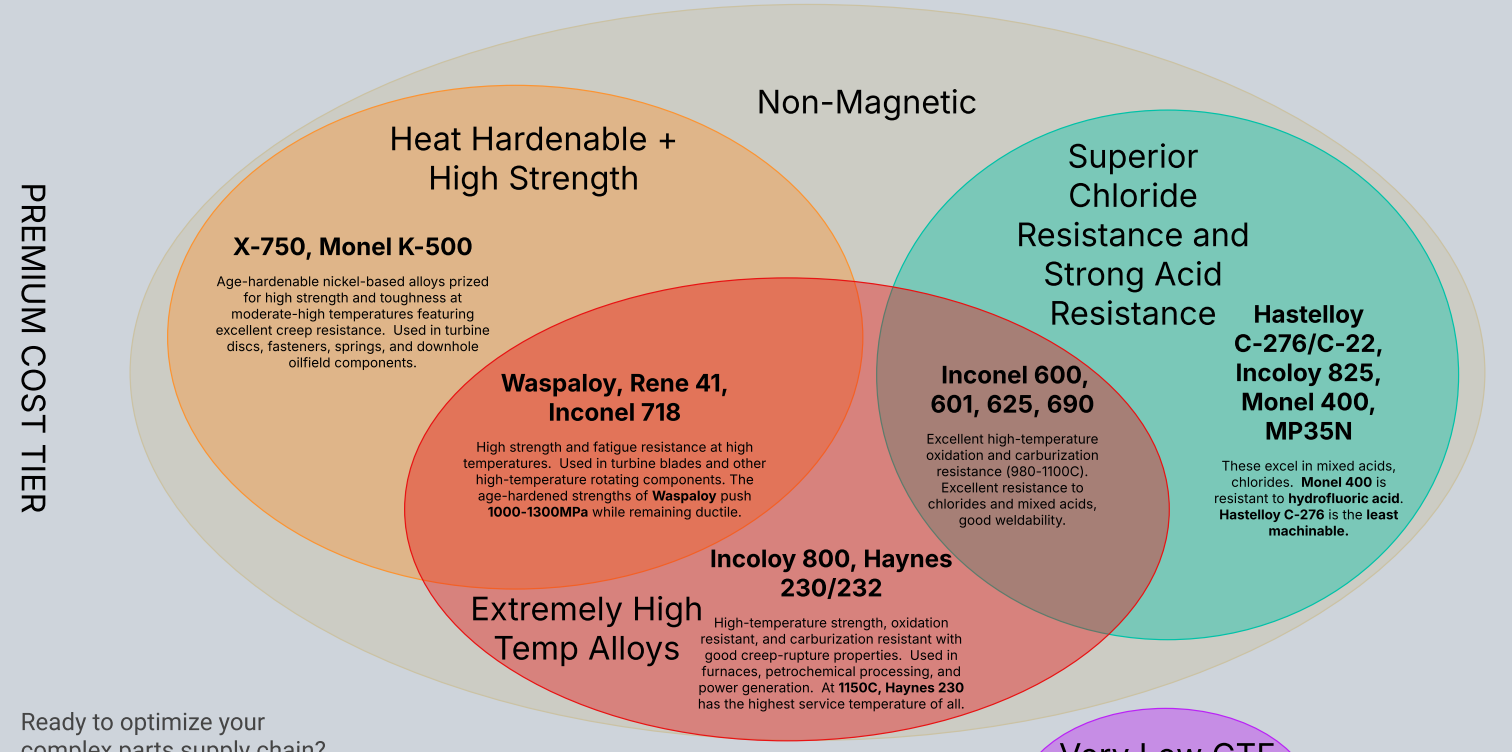 PREMIUM COST TIER
Non-Magnetic
Heat Hardenable +
High Strength
X-750, Monel K-500
Age-hardenable nickel-based alloys prized
for high strength and toughness at
moderate-high temperatures featuring
excellent creep resistance.  Used in turbine
discs, fasteners, springs, and downhole
oilfield components.
Waspaloy, Rene 41,
Inconel 718
High strength and fatigue resistance at high
temperatures.  Used in turbine blades and other
high-temperature rotating components. The
age-hardened strengths of Waspaloy push
1000-1300MPa while remaining ductile.
Superior
Chloride
Resistance and
Strong Acid
Resistance
Hastelloy
C-276/C-22,
Incoloy 825,
Monel 400,
MP35N
These excel in mixed acids,
chlorides.  Monel 400 is
resistant to hydrofluoric acid.
Hastelloy C-276 is the least
machinable.
Inconel 600,
601, 625, 690
Excellent high-temperature
oxidation and carburization
resistance (980-1100C).
Excellent resistance to
chlorides and mixed acids,
good weldability.
Extremely High
Temp Alloys
Incoloy 800, Haynes
230/232
High-temperature strength, oxidation
resistant, and carburization resistant with
good creep-rupture properties.  Used in
furnaces, petrochemical processing, and
power generation.  At 1150C, Haynes 230
has the highest service temperature of all.
Ready to optimize your
complex parts supply chain?
Very Low CTE